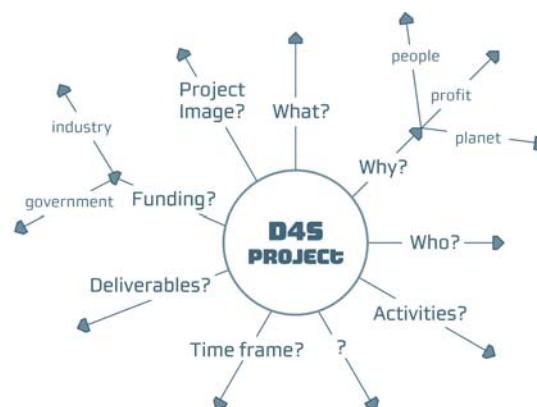 people
Project
Image?
What?
profit
industry
planet
Why?
government
Funding?
D4S
PROJECT
Who?
Deliverables?
Activities?
Time frame?
?